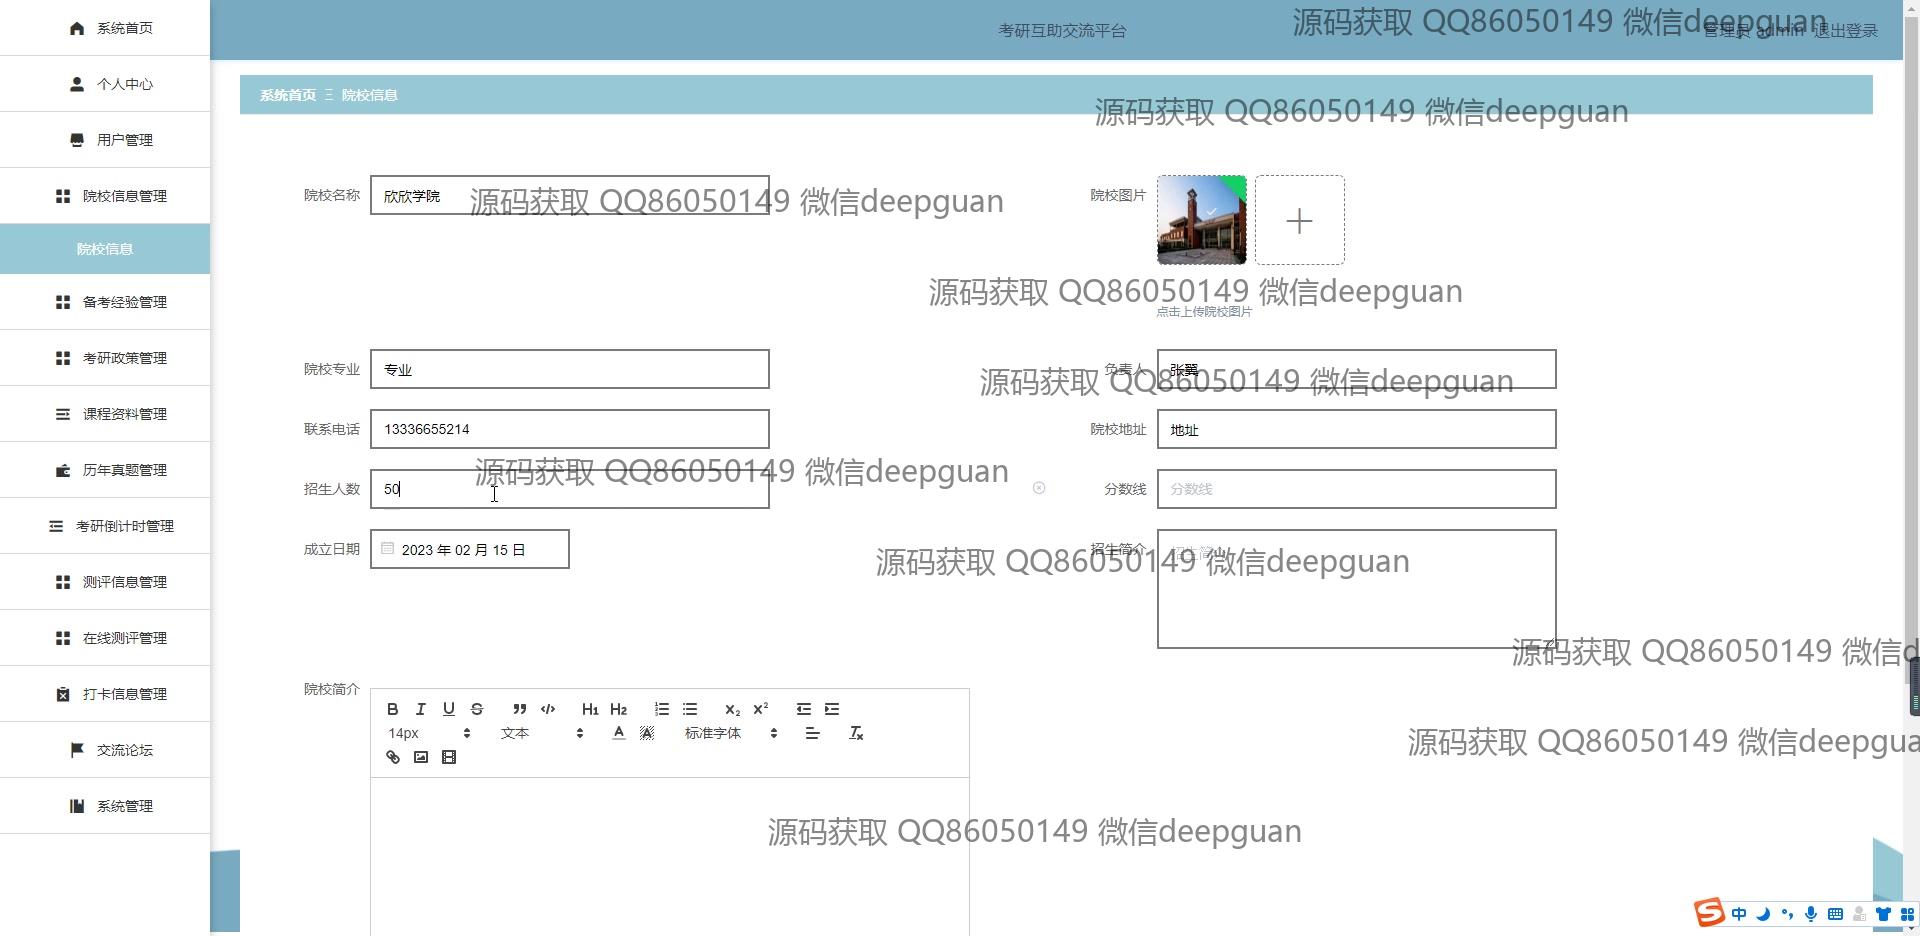 系统首页
个人中心
用户管理
院校信息管理
院校信息
备考经验管理
考研政策管理
课程资料管理
历年真题管理
考研倒计时管理
测评信息管理
在线测评管理
打卡信息管理
交流论坛
系统管理
考研互助交流平台
源码获取 QQ86050149 微信deepguan
管理员 admin 退出登录
系统首页 Ξ 院校信息
源码获取 QQ86050149 微信deepguan
院校名称 欣欣学院
源码获取 QQ86050149 微信deepguan
院校图片
源码获取 QQ86050149 微信deepguan
点击上传院校图片
院校专业 专业
负责人 张翼
源码获取 QQ86050149 微信deepguan
联系电话 13336655214
院校地址 地址
源码获取 QQ86050149 微信deepguan
招生人数 50
分数线 分数线
成立日期 2023 年 02 月 15 日
招生简介 招生简介
源码获取 QQ86050149 微信deepguan
源码获取 QQ86050149 微信d
院校简介
B I U S H1 H2 X2 X2
14px 文本 A A 标准字体 Tx
源码获取 QQ86050149 微信deepgua
源码获取 QQ86050149 微信deepguan
中